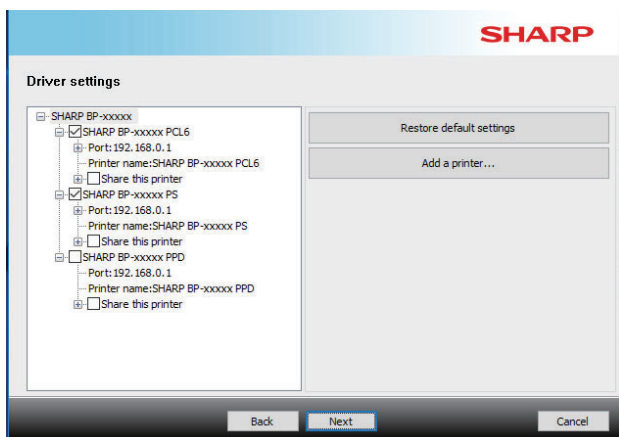 SHARP
Driver settings
SHARP BP-xxxxx
SHARP BP-xxxxx PCL6
Port:192.168.0.1
Printer name:SHARP BP-xxxxx PCL6
Share this printer
SHARP BP-xxxxx PS
Port:192.168.0.1
Printer name:SHARP BP-xxxxx PS
Share this printer
SHARP BP-xxxxx PPD
Port:192.168.0.1
Printer name:SHARP BP-xxxxx PPD
Share this printer
Restore default settings
Add a printer...
Back Next Cancel